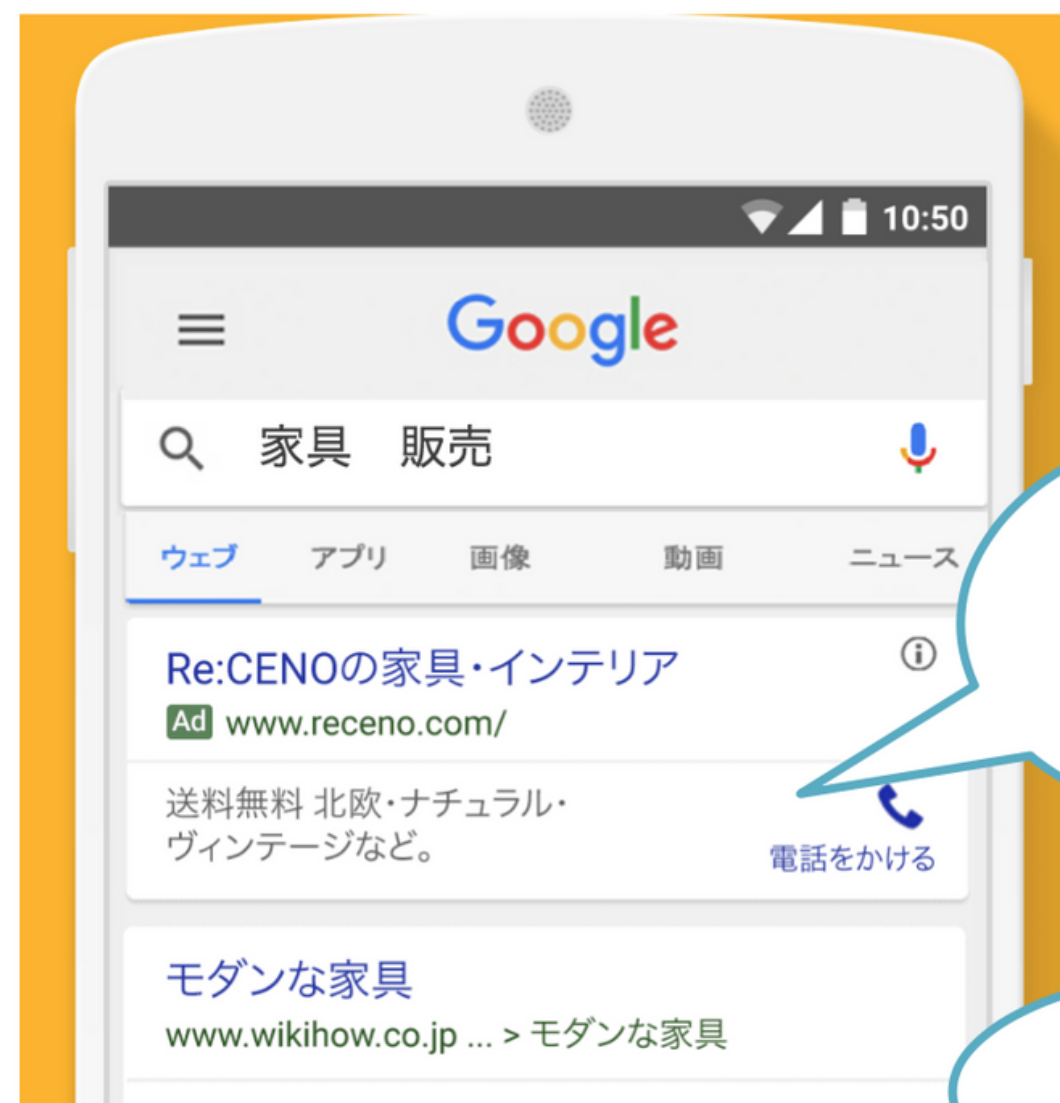 10:50
Google
家具　販売
ウェブ アプリ 画像 動画 ニュース
Re:CENOの家具・インテリア
Ad www.receno.com/
送料無料 北欧・ナチュラル・
ヴィンテージなど。
電話をかける
モダンな家具
www.wikihow.co.jp ... > モダンな家具